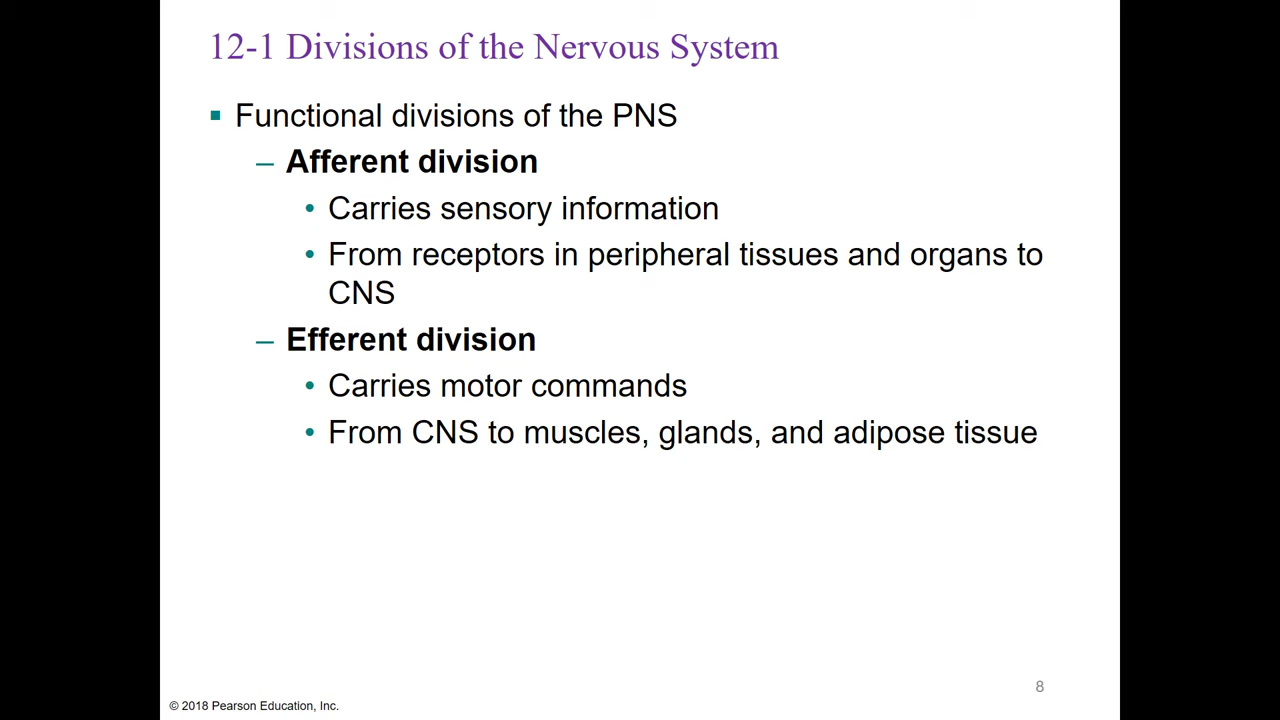 12-1 Divisions of the Nervous System
▪ Functional divisions of the PNS
– Afferent division
• Carries sensory information
• From receptors in peripheral tissues and organs to
CNS
– Efferent division
• Carries motor commands
• From CNS to muscles, glands, and adipose tissue
8
© 2018 Pearson Education, Inc.